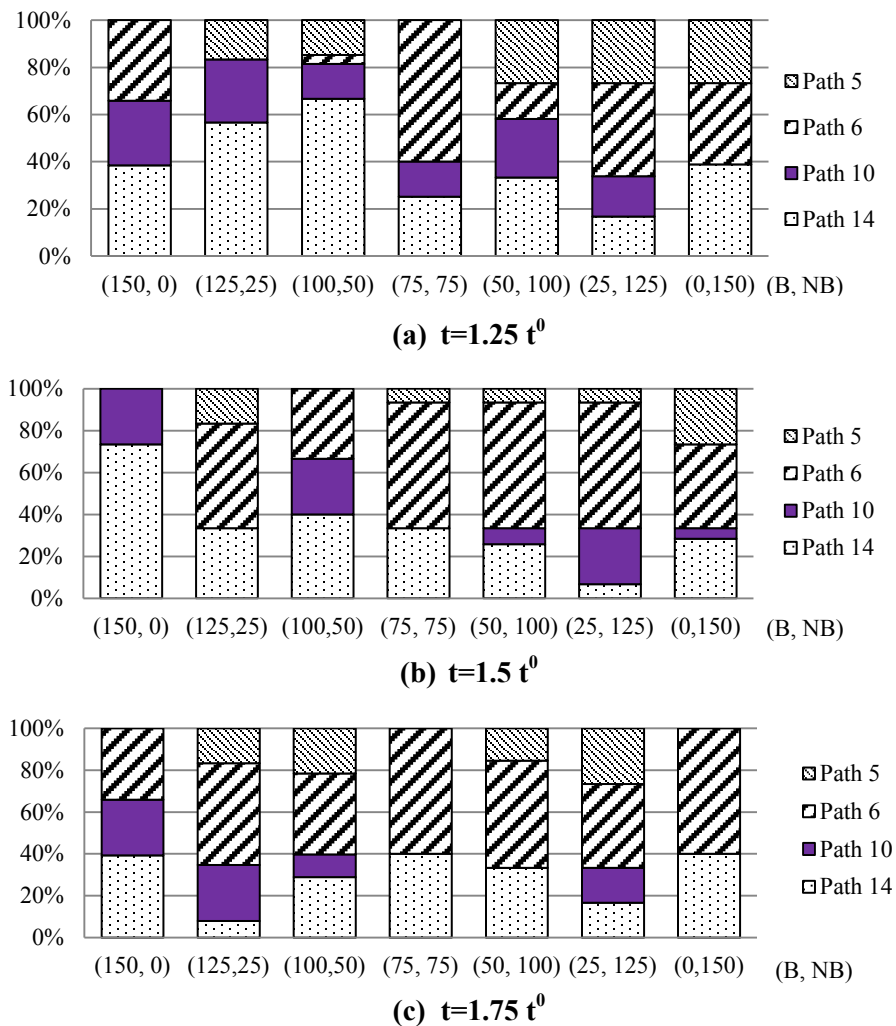 100%
80%
60%
40%
20%
0%
Path 5
Path 6
Path 10
Path 14
(150, 0) (125,25) (100,50) (75, 75) (50, 100) (25, 125) (0,150) (B, NB)
(a) t=1.25 t⁰
100%
80%
60%
40%
20%
0%
Path 5
Path 6
Path 10
Path 14
(150, 0) (125,25) (100,50) (75, 75) (50, 100) (25, 125) (0,150) (B, NB)
(b) t=1.5 t⁰
100%
80%
60%
40%
20%
0%
Path 5
Path 6
Path 10
Path 14
(150, 0) (125,25) (100,50) (75, 75) (50, 100) (25, 125) (0,150) (B, NB)
(c) t=1.75 t⁰